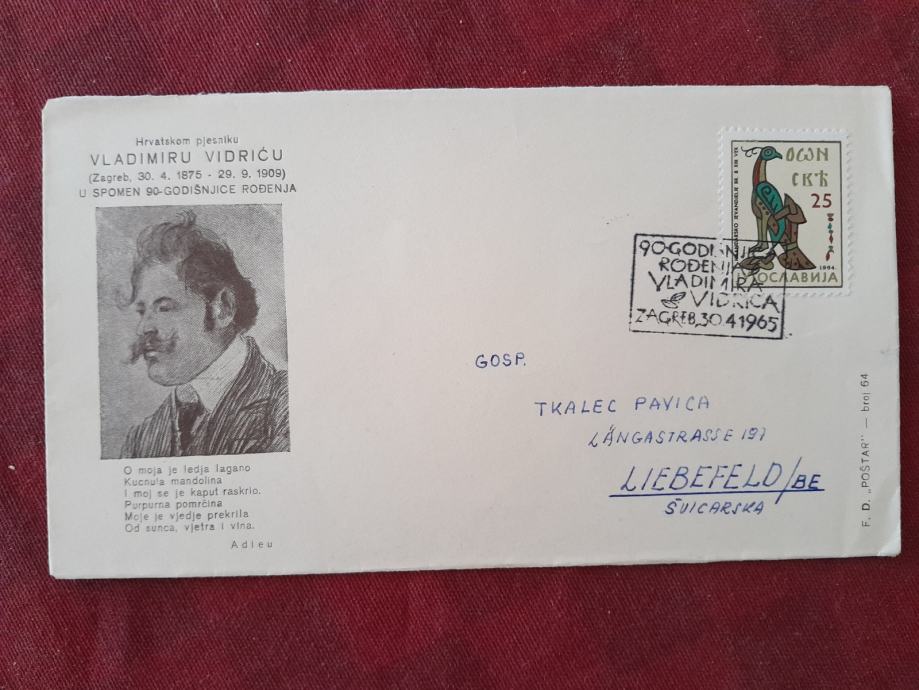 Hrvatskom pjesniku
VLADIMIRU VIDRIĆU
(Zagreb, 30. 4. 1875 - 29. 9. 1909)
U SPOMEN 90-GODIŠNJICE ROĐENJA
O moja je ledja lagano
Kucnula mandolina
I moj se je kaput raskrio.
Purpurna pomrčina
Moje je vjedje prekrila
Od sunca, vjetra i vina.
Adieu
25
1964
ЈУГОСЛАВИЈА
90-GODIŠNJICA
ROĐENJA
VLADIMIRA
VIDRIĆA
ZAGREB, 30.4.1965
GOSP.
TKALEC PAVICA
LÄNGASTRASSE 197
LIEBEFELD/BE
ŠVICARSKA
F. D. „POŠTAR" — broj 64